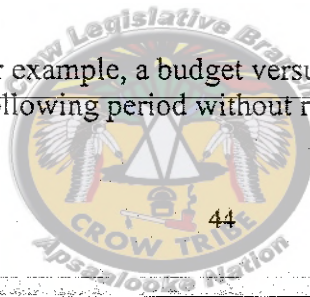 Crow Legislative Branch
r example, a budget versu
llowing period without r
44
CROW TRIBE
Apsaalooke Nation